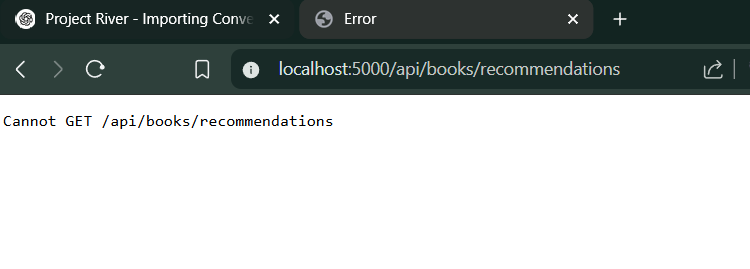 Project River - Importing Conve
Error
localhost:5000/api/books/recommendations
Cannot GET /api/books/recommendations